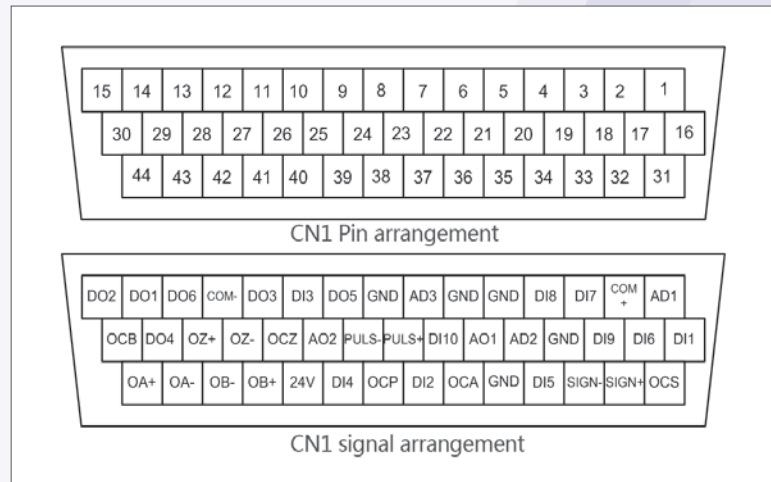 15 14 13 12 11 10 9 8 7 6 5 4 3 2 1
30 29 28 27 26 25 24 23 22 21 20 19 18 17 16
44 43 42 41 40 39 38 37 36 35 34 33 32 31
CN1 Pin arrangement
DO2 DO1 DO6 COM- DO3 DI3 DO5 GND AD3 GND GND DI8 DI7 COM+ AD1
OCB DO4 OZ+ OZ- OCZ AO2 PULS- PULS+ DI10 AO1 AD2 GND DI9 DI6 DI1
OA+ OA- OB- OB+ 24V DI4 OCP DI2 OCA GND DI5 SIGN- SIGN+ OCS
CN1 signal arrangement